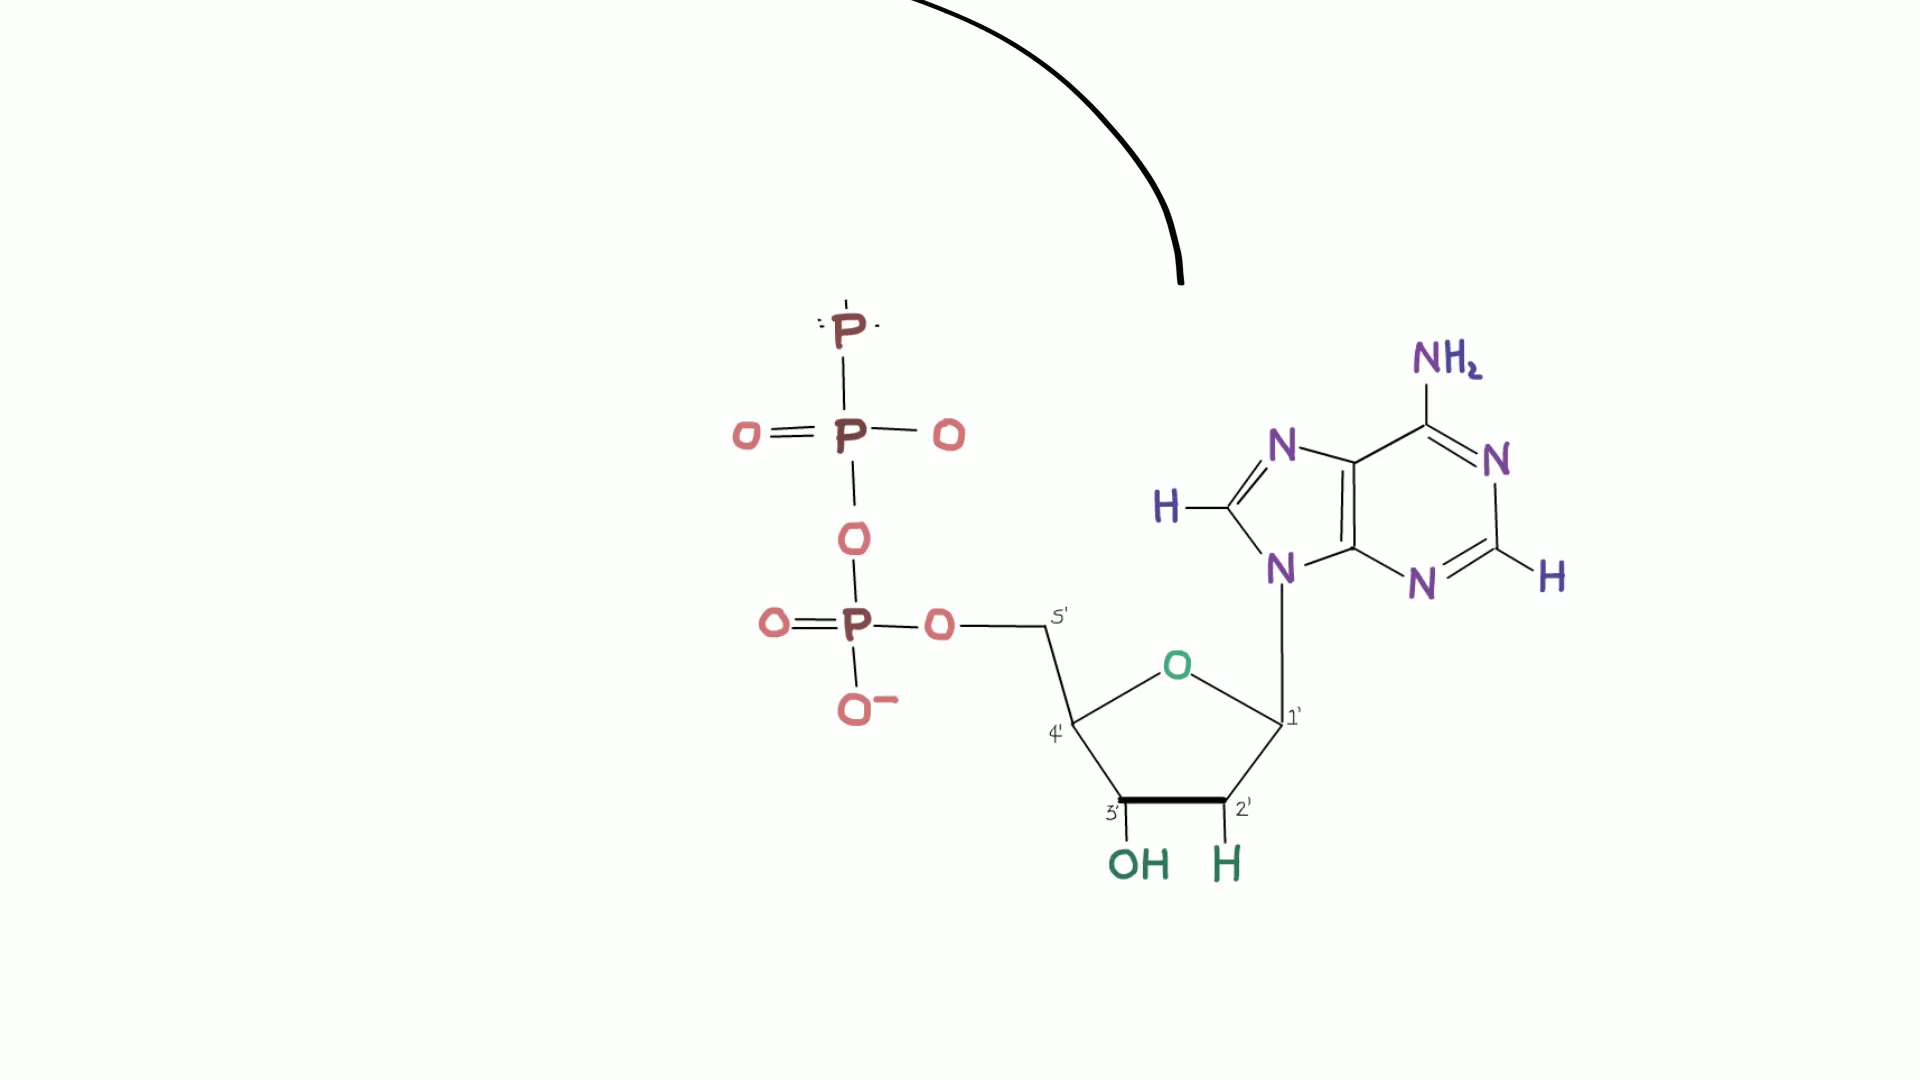 P
NH₂
O P O
N N
H H
N N
O
O P O 5'
O
O⁻
4' 1'
3' 2'
OH H